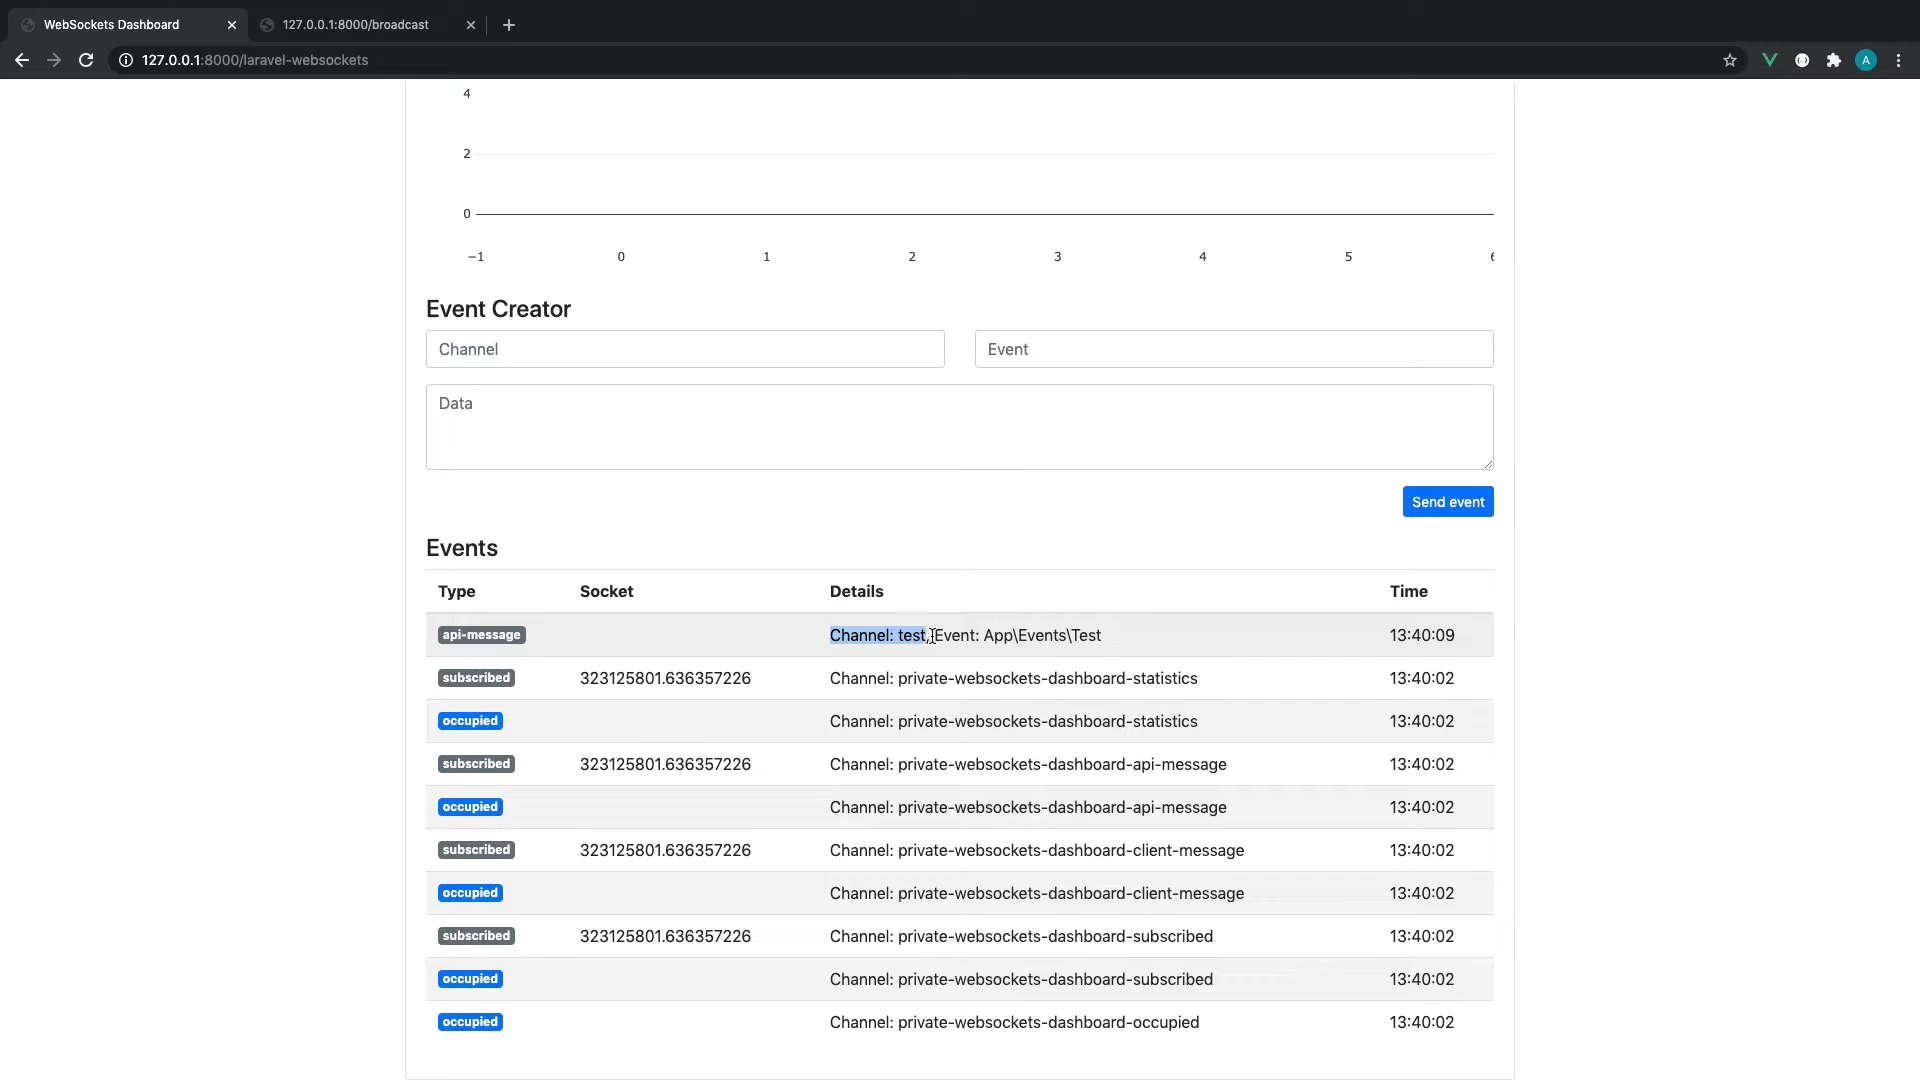 WebSockets Dashboard
127.0.0.1:8000/broadcast
127.0.0.1:8000/laravel-websockets
A
4
2
0
−1 0 1 2 3 4 5
Event Creator
Channel Event
Data
Send event
Events
Type Socket Details Time
api-message Channel: test, Event: App\Events\Test 13:40:09
subscribed 323125801.636357226 Channel: private-websockets-dashboard-statistics 13:40:02
occupied Channel: private-websockets-dashboard-statistics 13:40:02
subscribed 323125801.636357226 Channel: private-websockets-dashboard-api-message 13:40:02
occupied Channel: private-websockets-dashboard-api-message 13:40:02
subscribed 323125801.636357226 Channel: private-websockets-dashboard-client-message 13:40:02
occupied Channel: private-websockets-dashboard-client-message 13:40:02
subscribed 323125801.636357226 Channel: private-websockets-dashboard-subscribed 13:40:02
occupied Channel: private-websockets-dashboard-subscribed 13:40:02
occupied Channel: private-websockets-dashboard-occupied 13:40:02